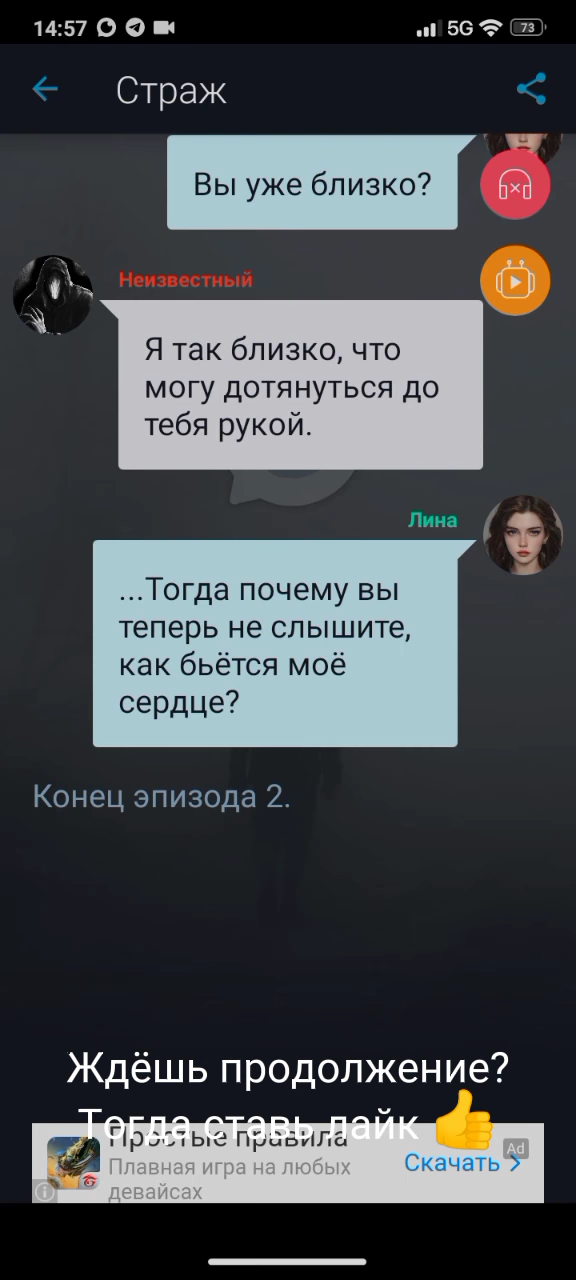 14:57
5G
73
Страж
Вы уже близко?
Неизвестный
Я так близко, что
могу дотянуться до
тебя рукой.
Лина
...Тогда почему вы
теперь не слышите,
как бьётся моё
сердце?
Конец эпизода 2.
Ждёшь продолжение?
Тогда ставь лайк 👍
Простые правила
Плавная игра на любых
девайсах
Скачать
Ad